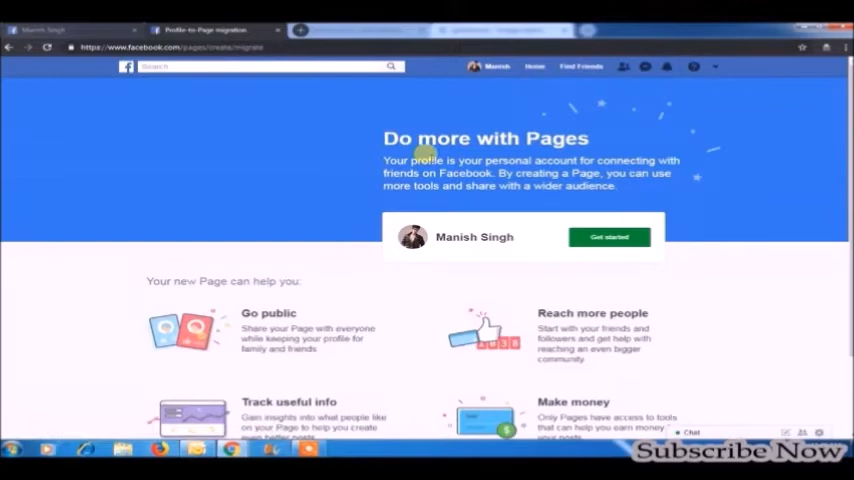 Manish Singh
Profile-to-Page migration
https://www.facebook.com/pages/create/migrate
Search
Manish
Home
Find Friends
Do more with Pages
Your profile is your personal account for connecting with
friends on Facebook. By creating a Page, you can use
more tools and share with a wider audience.
Manish Singh
Get started
Your new Page can help you:
Go public
Share your Page with everyone
while keeping your profile for
family and friends
Reach more people
Start with your friends and
followers and get help with
reaching an even bigger
community.
Track useful info
Gain insights into what people like
on your Page to help you create
even better posts
Make money
Only Pages have access to tools
that can help you earn money
Chat
Subscribe Now